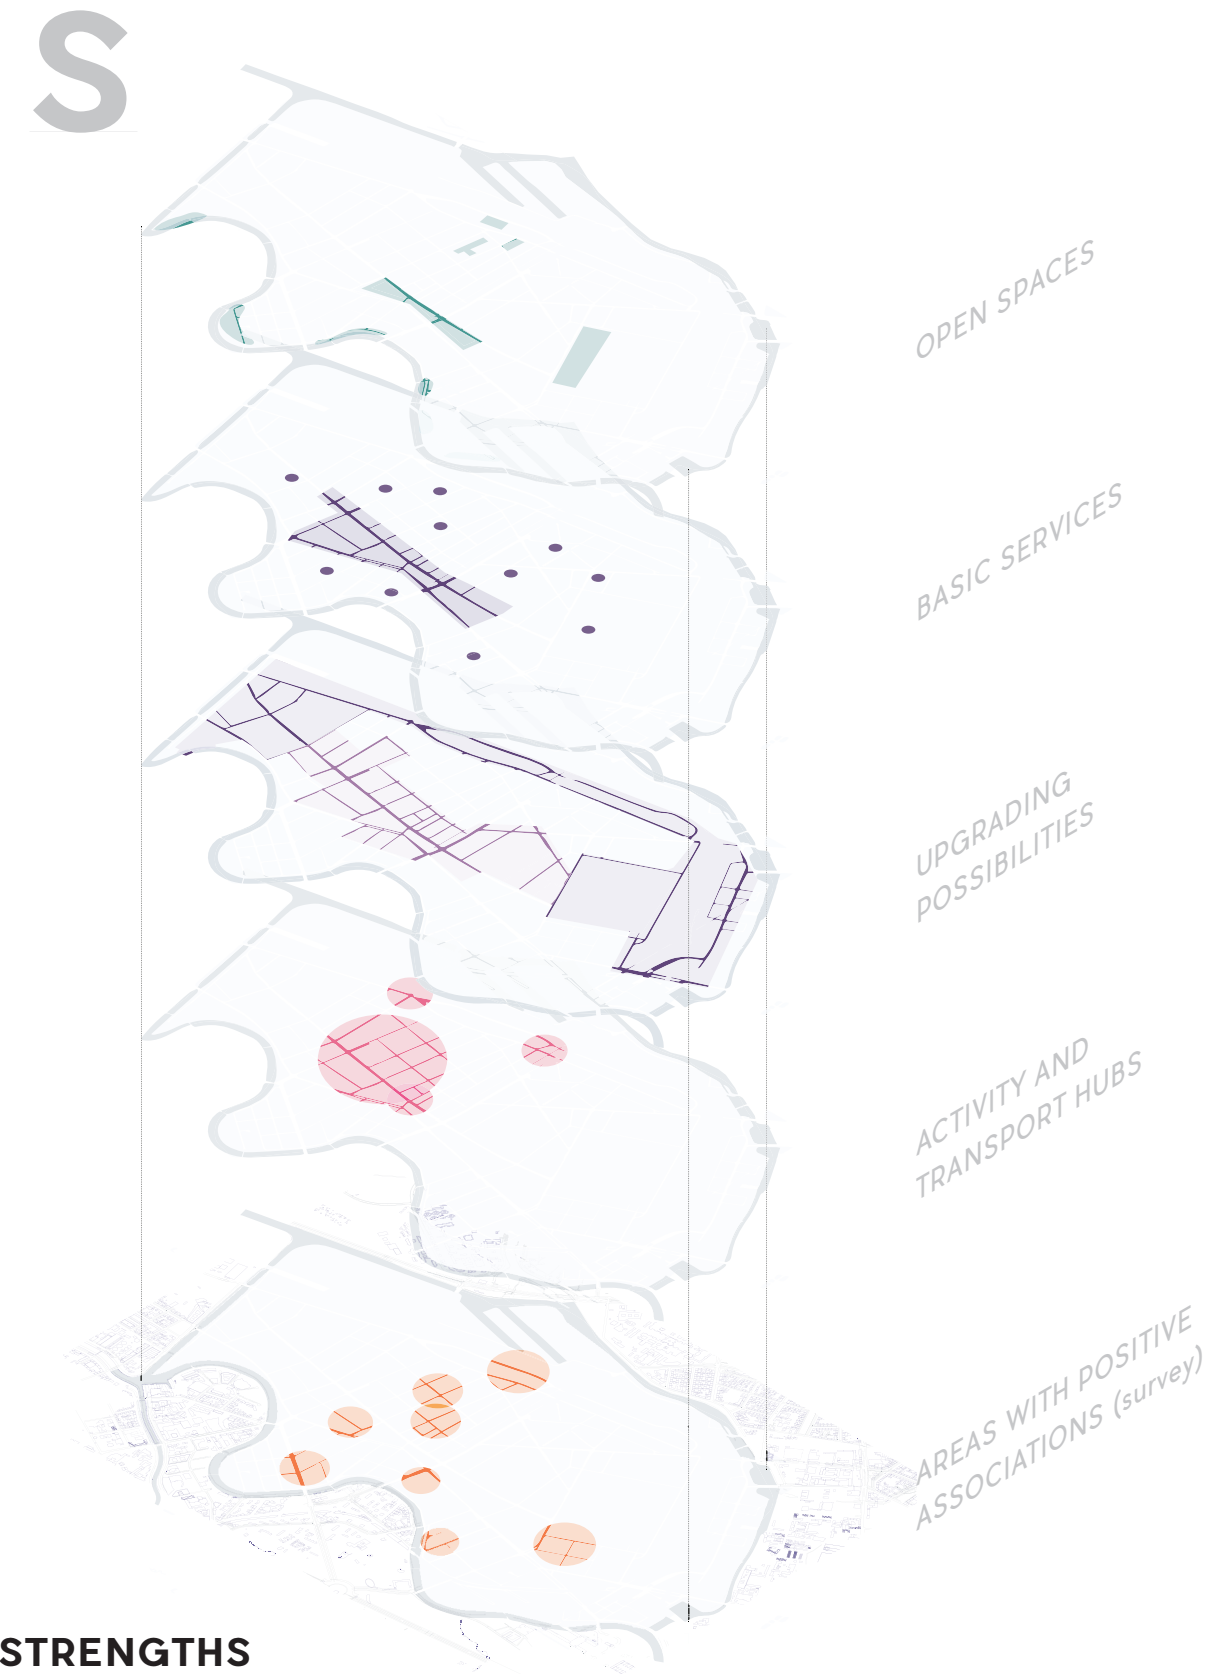 S
OPEN SPACES
BASIC SERVICES
UPGRADING
POSSIBILITIES
ACTIVITY AND
TRANSPORT HUBS
AREAS WITH POSITIVE
ASSOCIATIONS (survey)
STRENGTHS